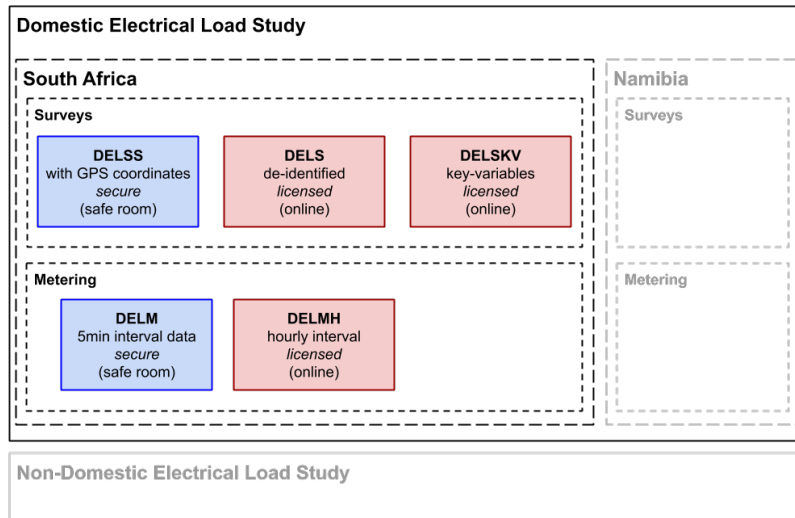 Domestic Electrical Load Study
South Africa
Surveys
DELSS
with GPS coordinates
secure
(safe room)
DELS
de-identified
licensed
(online)
DELSKV
key-variables
licensed
(online)
Metering
DELM
5min interval data
secure
(safe room)
DELMH
hourly interval
licensed
(online)
Namibia
Surveys
Metering
Non-Domestic Electrical Load Study